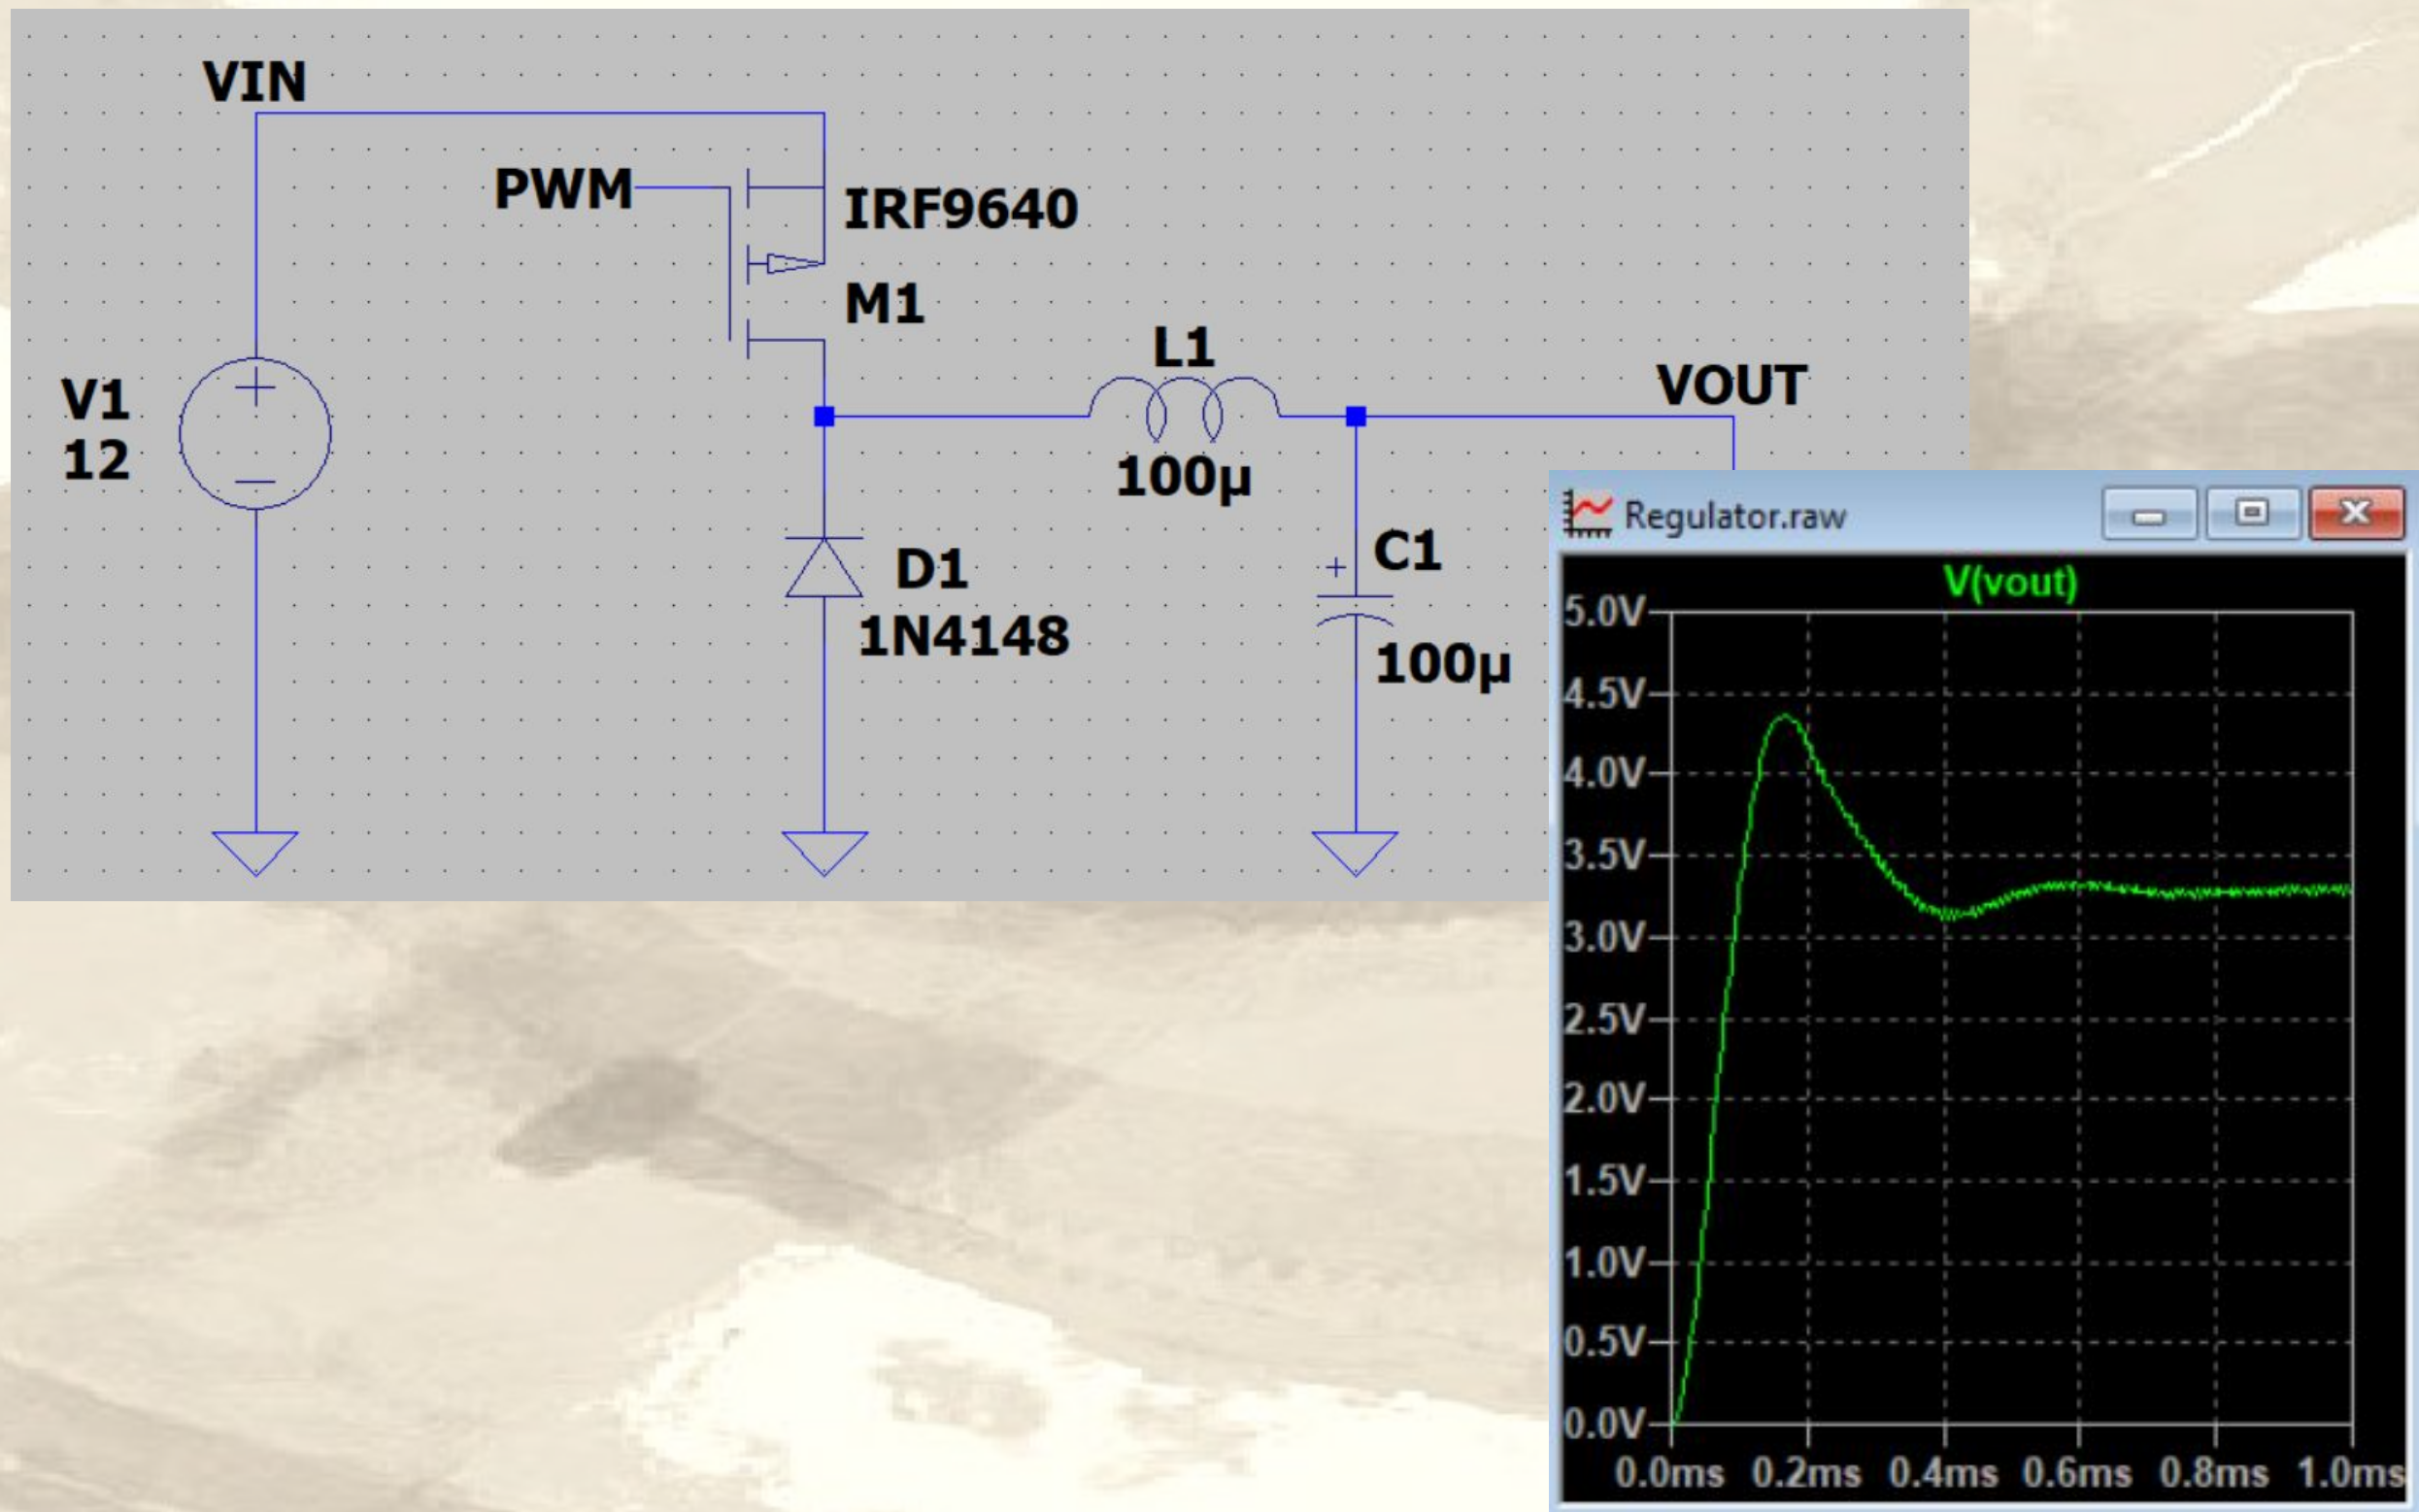 VIN
PWM
IRF9640
M1
V1
12
L1
100µ
VOUT
D1
1N4148
+
C1
100µ
Regulator.raw
V(vout)
5.0V
4.5V
4.0V
3.5V
3.0V
2.5V
2.0V
1.5V
1.0V
0.5V
0.0V
0.0ms 0.2ms 0.4ms 0.6ms 0.8ms 1.0ms